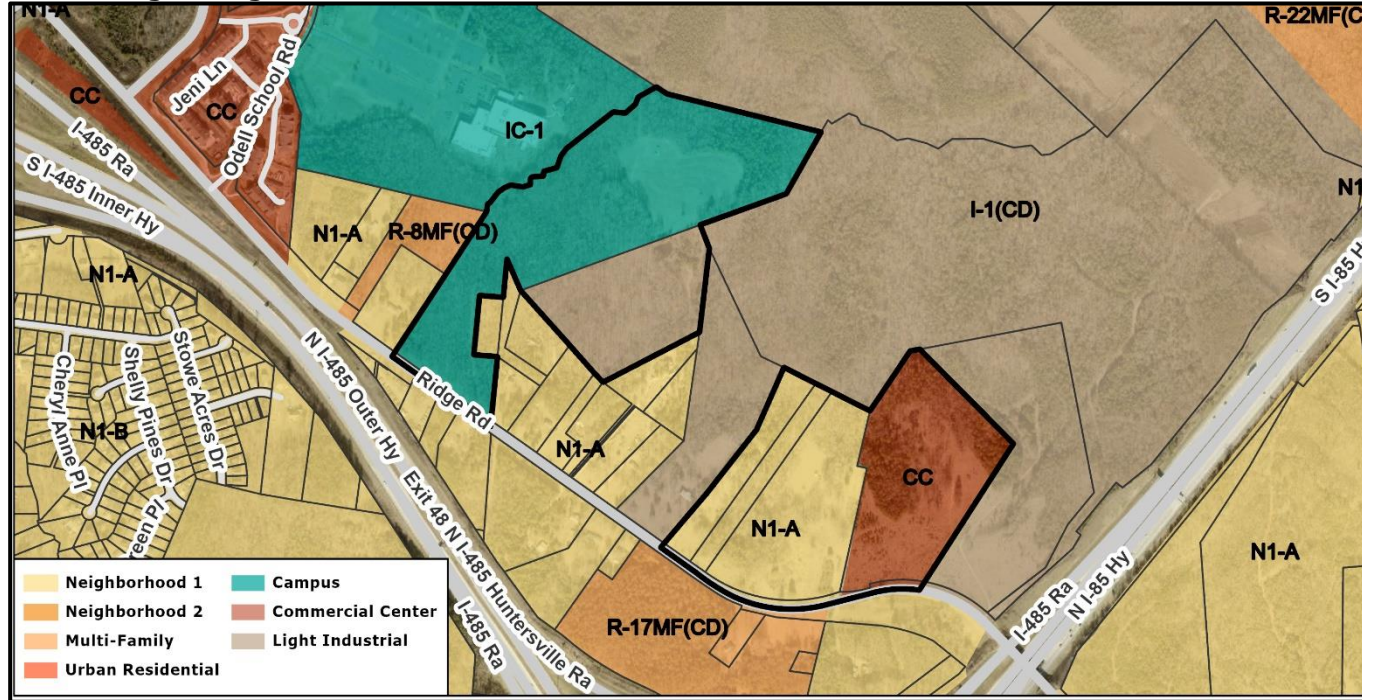 N1-A
R-22MF(C
CC
Jeni Ln
CC
Odell School Rd
I-485 Ra
S I-485 Inner Hy
IC-1
N1
I-1(CD)
N1-A
R-8MF(CD)
N1-A
S I-85 H
Cheryl Anne Pl
Shelly Pines Dr
Stowe Acres Dr
N1-B
N I-485 Outer Hy
Ridge Rd
N1-A
Exit 48 N I-485 Huntersville Ra
CC
N1-A
N1-A
reen Pl
I-485 Ra
I-485 Ra
N I-85 Hy
R-17MF(CD)
Neighborhood 1
Neighborhood 2
Multi-Family
Urban Residential
Campus
Commercial Center
Light Industrial